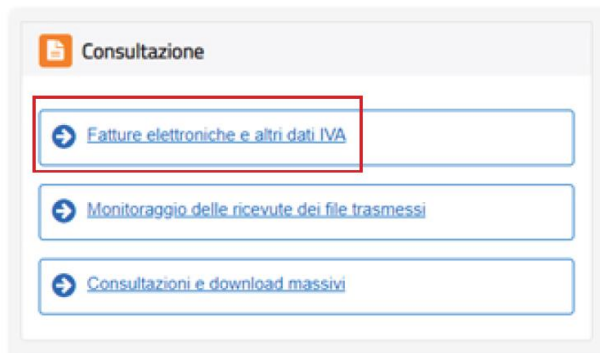 Consultazione
Fatture elettroniche e altri dati IVA
Monitoraggio delle ricevute dei file trasmessi
Consultazioni e download massivi